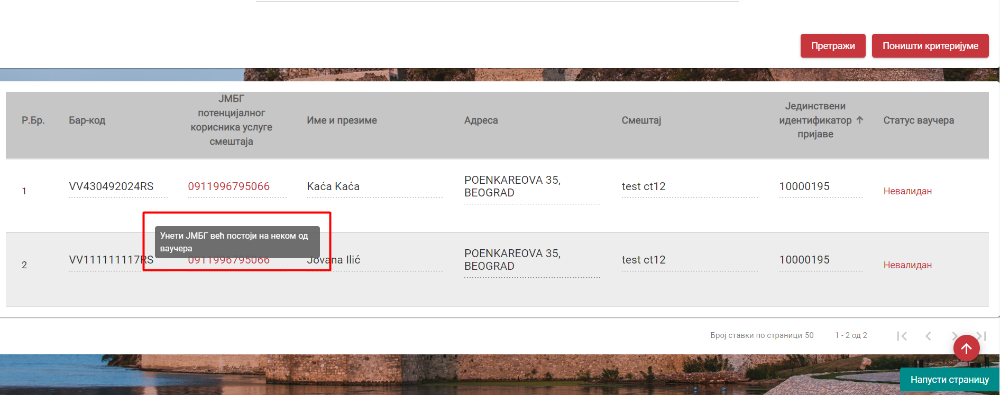 Претражи
Поништи критеријуме
Р.Бр.
Бар-код
ЈМБГ
потенцијалног
корисника услуге
смештаја
Име и презиме
Адреса
Смештај
Јединствени
идентификатор
пријаве
Статус ваучера
1
VV430492024RS
0911996795066
Kaća Kaća
POENKAREOVA 35,
BEOGRAD
test ct12
10000195
Невалидан
Унети ЈМБГ већ постоји на неком од
ваучера
2
VV111111117RS
0911996795066
Jovana Ilić
POENKAREOVA 35,
BEOGRAD
test ct12
10000195
Невалидан
Број ставки по страници 50
1 - 2 од 2
Напусти страницу